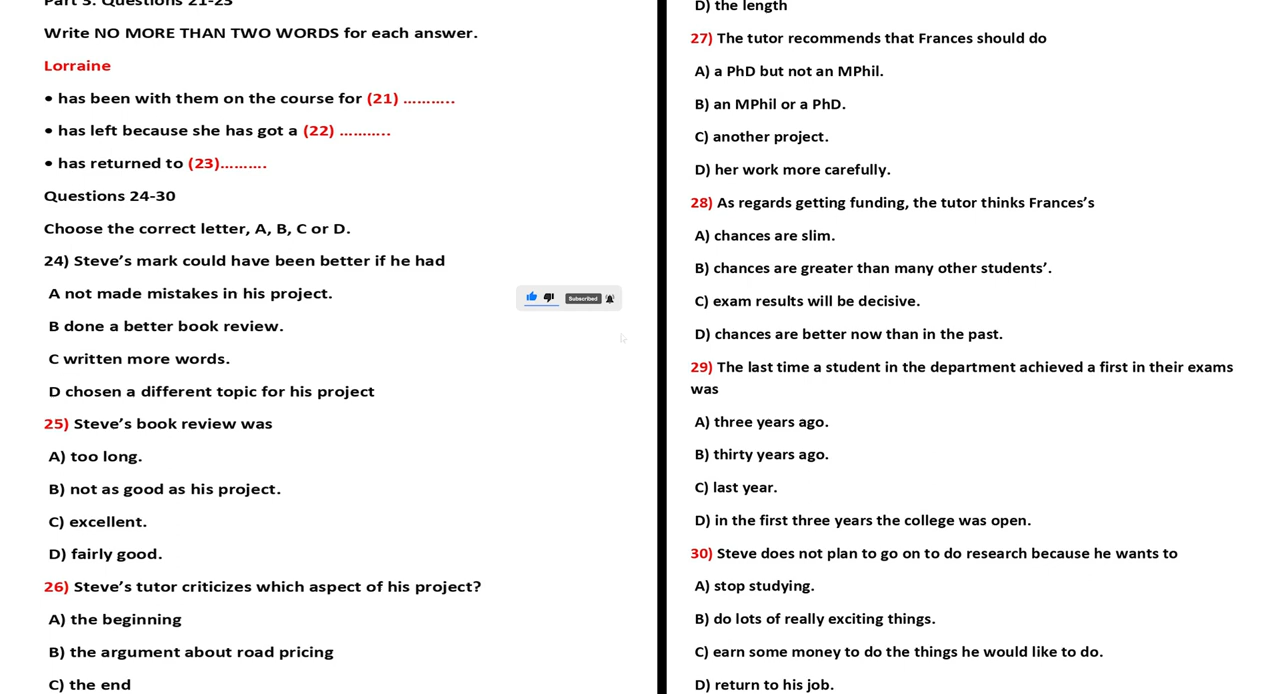 Part 3: Questions 21-23
Write NO MORE THAN TWO WORDS for each answer.
Lorraine
• has been with them on the course for (21) ………..
• has left because she has got a (22) ………..
• has returned to (23)……….
Questions 24-30
Choose the correct letter, A, B, C or D.
24) Steve’s mark could have been better if he had
A not made mistakes in his project.
B done a better book review.
C written more words.
D chosen a different topic for his project
25) Steve’s book review was
A) too long.
B) not as good as his project.
C) excellent.
D) fairly good.
26) Steve’s tutor criticizes which aspect of his project?
A) the beginning
B) the argument about road pricing
C) the end
Subscribed
D) the length
27) The tutor recommends that Frances should do
A) a PhD but not an MPhil.
B) an MPhil or a PhD.
C) another project.
D) her work more carefully.
28) As regards getting funding, the tutor thinks Frances’s
A) chances are slim.
B) chances are greater than many other students’.
C) exam results will be decisive.
D) chances are better now than in the past.
29) The last time a student in the department achieved a first in their exams
was
A) three years ago.
B) thirty years ago.
C) last year.
D) in the first three years the college was open.
30) Steve does not plan to go on to do research because he wants to
A) stop studying.
B) do lots of really exciting things.
C) earn some money to do the things he would like to do.
D) return to his job.